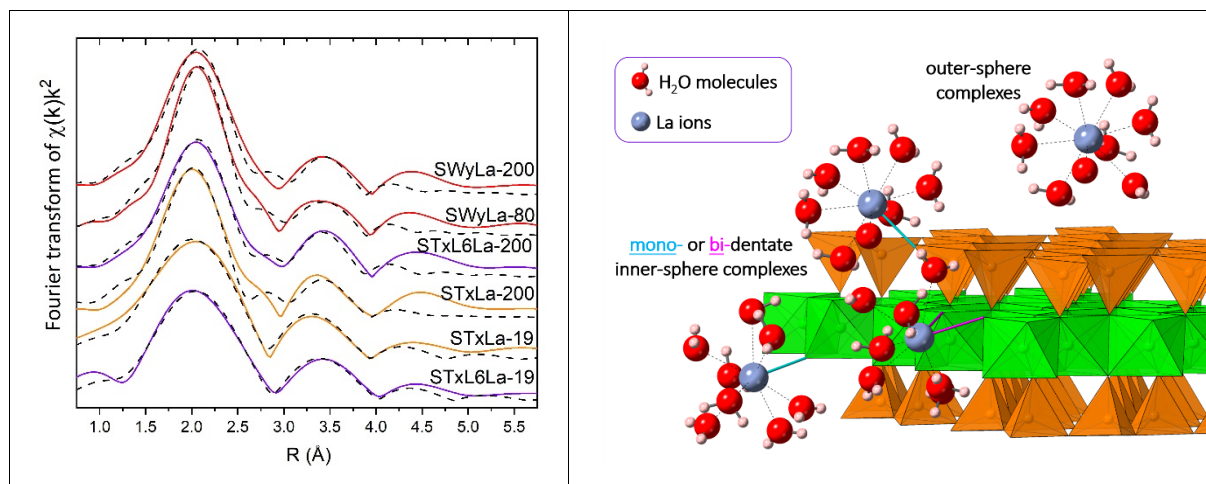 Fourier transform of χ(k)k²
SWyLa-200
SWyLa-80
STxL6La-200
STxLa-200
STxLa-19
STxL6La-19
1.0 1.5 2.0 2.5 3.0 3.5 4.0 4.5 5.0 5.5
R (Å)
H₂O molecules
La ions
outer-sphere
complexes
mono- or bi-dentate
inner-sphere complexes